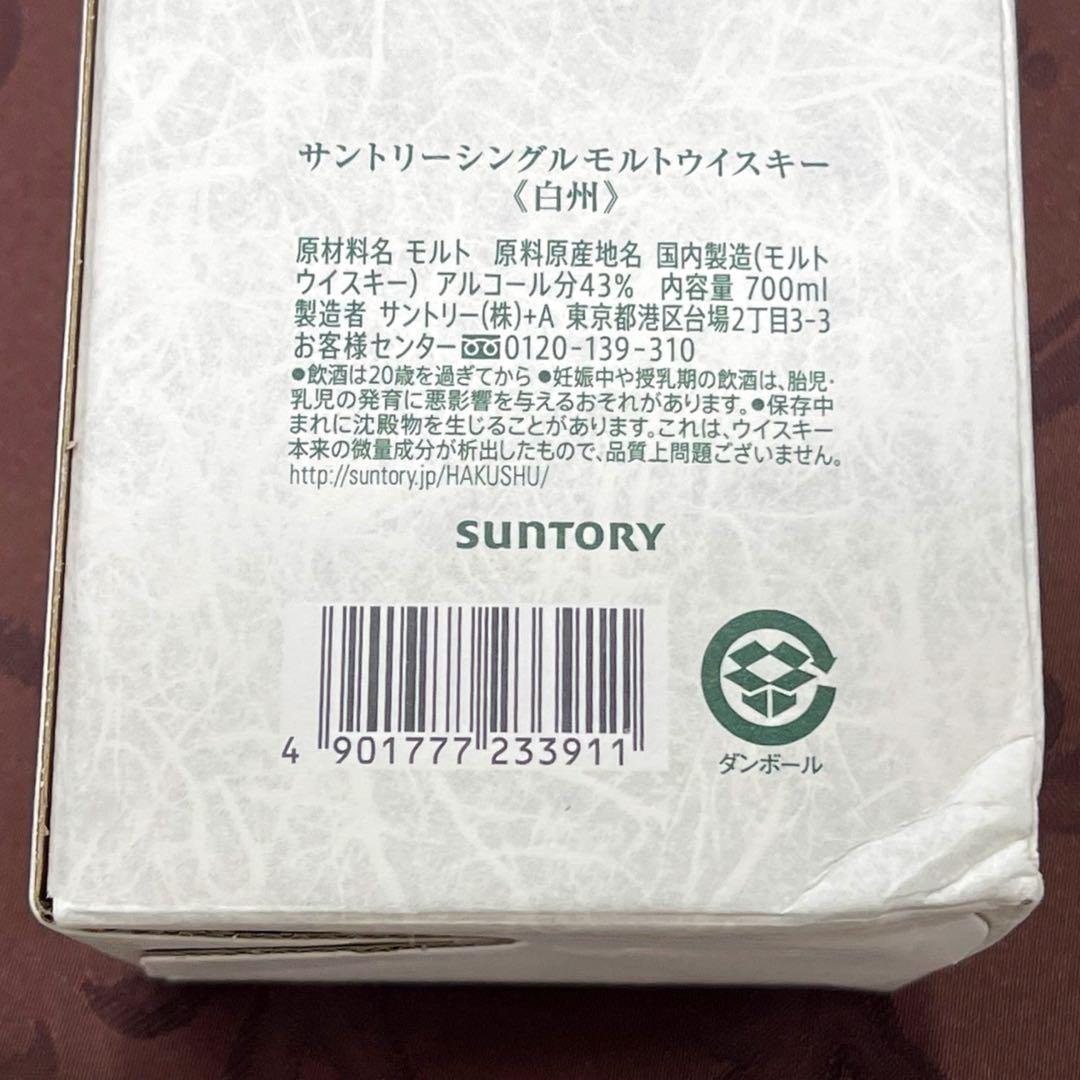 サントリーシングルモルトウイスキー
《白州》
原材料名 モルト 原料原産地名 国内製造(モルト
ウイスキー) アルコール分43% 内容量 700ml
製造者 サントリー(株)+A 東京都港区台場2丁目3-3
お客様センター 0120-139-310
●飲酒は20歳を過ぎてから ●妊娠中や授乳期の飲酒は、胎児・
乳児の発育に悪影響を与えるおそれがあります。●保存中
まれに沈殿物を生じることがあります。これは、ウイスキー
本来の微量成分が析出したもので、品質上問題ございません。
http://suntory.jp/HAKUSHU/
SUNTORY
4 901777 233911
ダンボール